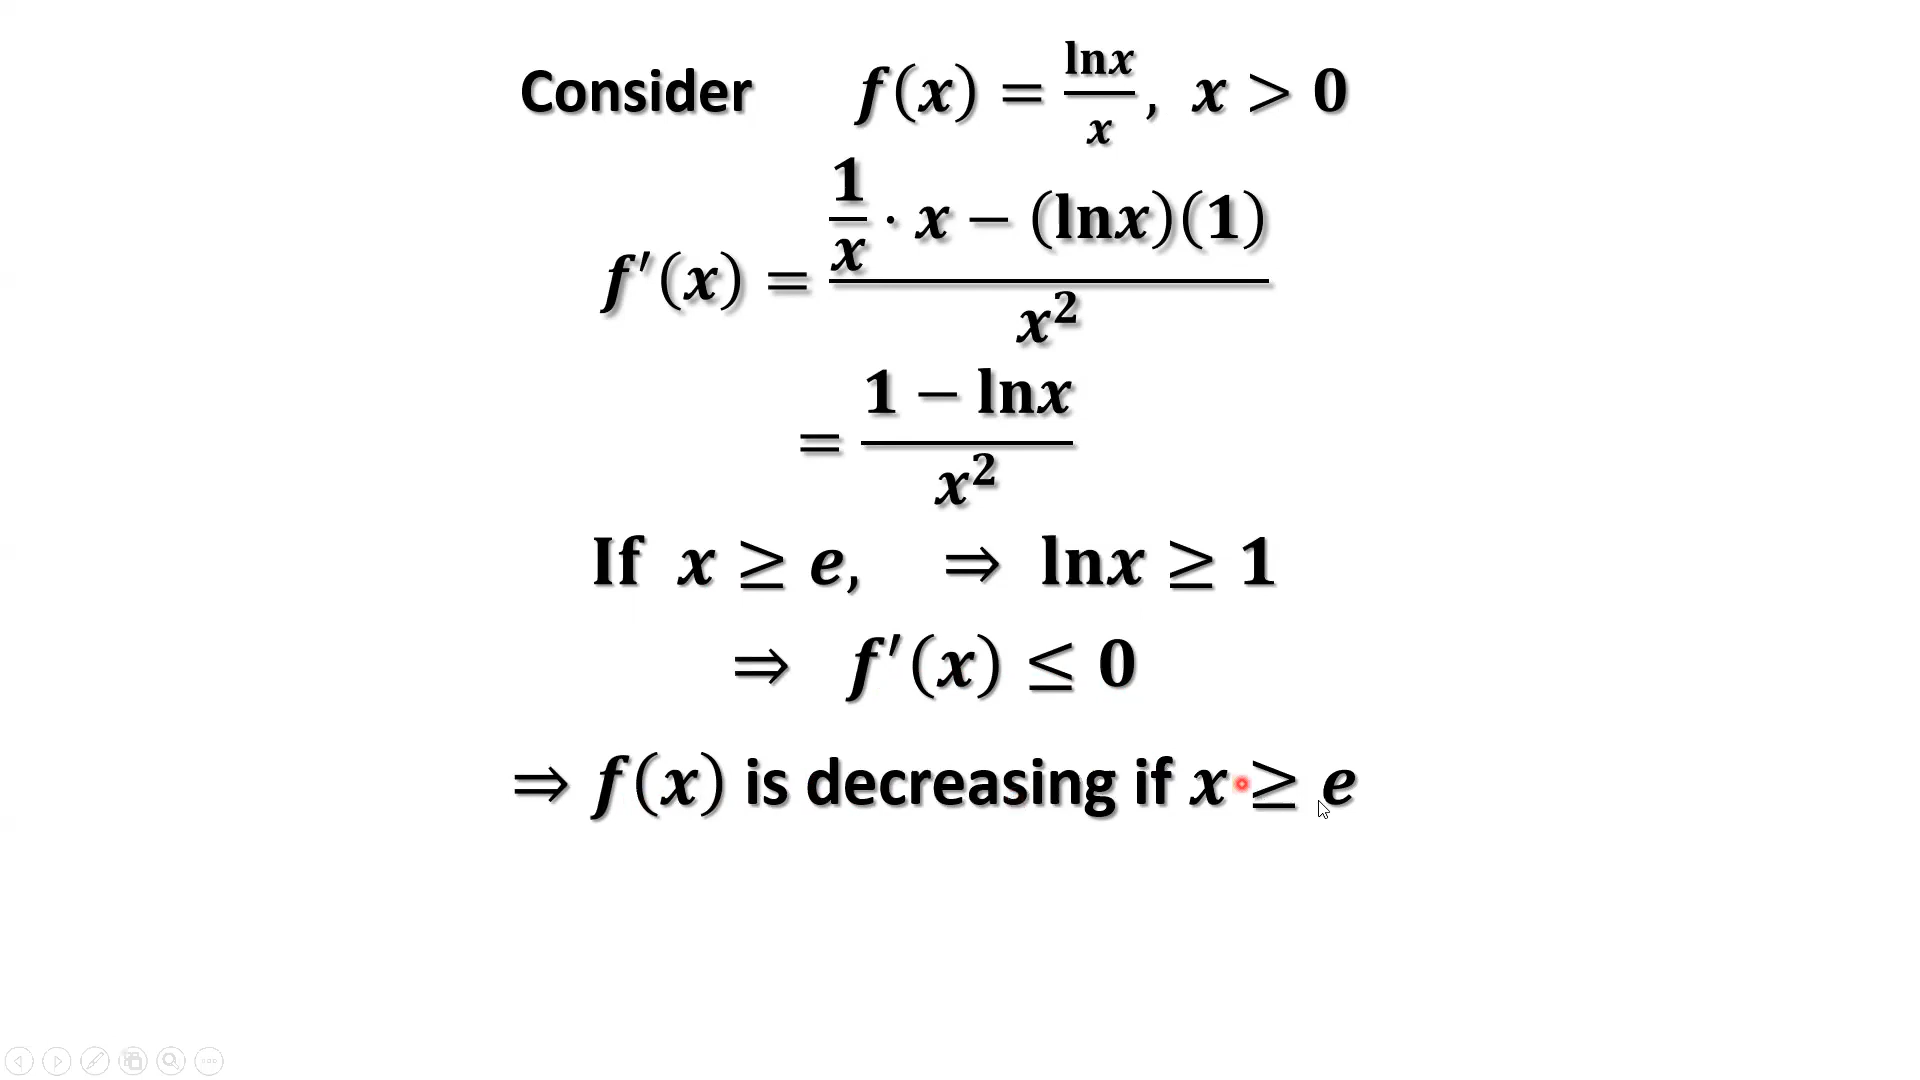 Consider f(x) = lnx/x, x > 0
f′(x) = (1/x · x − (lnx)(1))/x²
= (1 − lnx)/x²
If x ≥ e, ⇒ lnx ≥ 1
⇒ f′(x) ≤ 0
⇒ f(x) is decreasing if x ≥ e